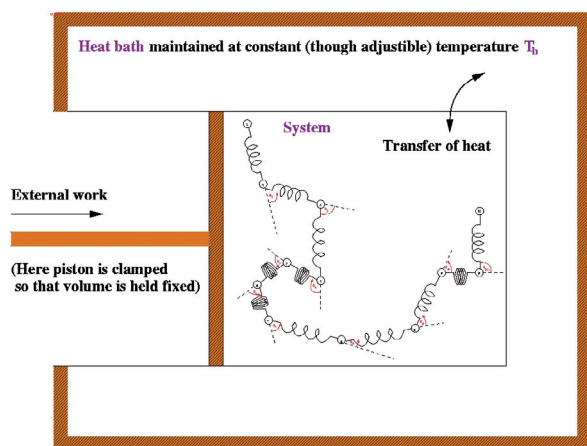 Heat bath maintained at constant (though adjustible) temperature T_b
System
Transfer of heat
External work
(Here piston is clamped
so that volume is held fixed)